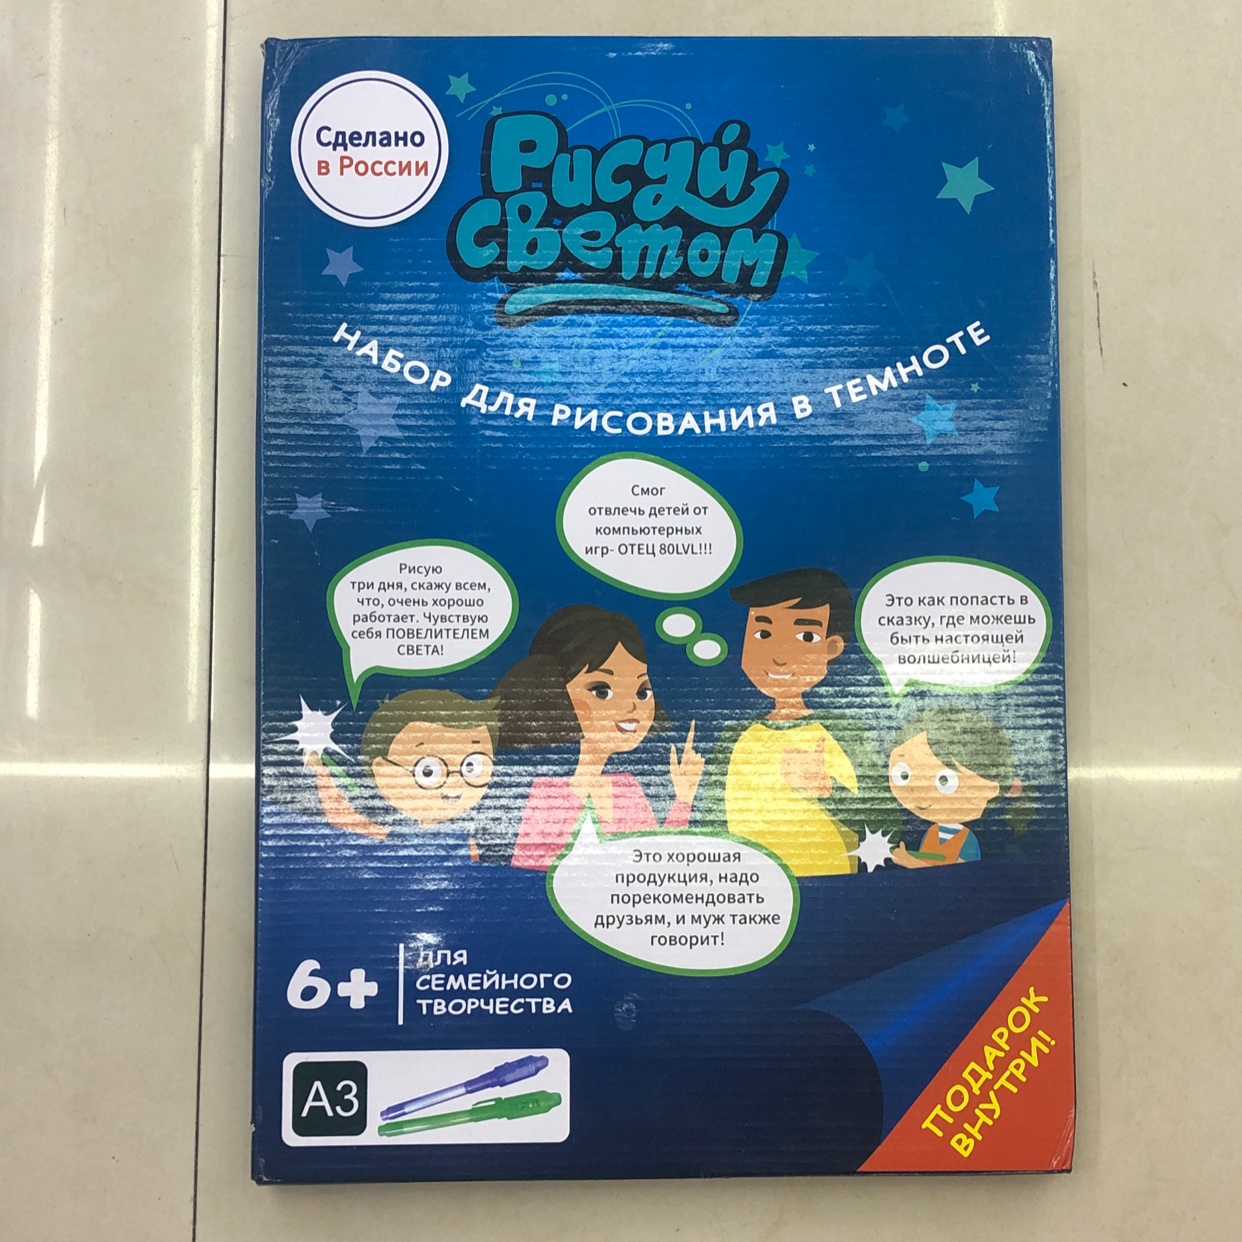 Сделано
в России
Рисуй
светом
НАБОР ДЛЯ РИСОВАНИЯ В ТЕМНОТЕ
Смог
отвлечь детей от
компьютерных
игр- ОТЕЦ 80LVL!!!
Рисую
три дня, скажу всем,
что, очень хорошо
работает. Чувствую
себя ПОВЕЛИТЕЛЕМ
СВЕТА!
Это как попасть в
сказку, где можешь
быть настоящей
волшебницей!
Это хорошая
продукция, надо
порекомендовать
друзьям, и муж также
говорит!
6+
ДЛЯ
СЕМЕЙНОГО
ТВОРЧЕСТВА
А3
ПОДАРОК
ВНУТРИ!